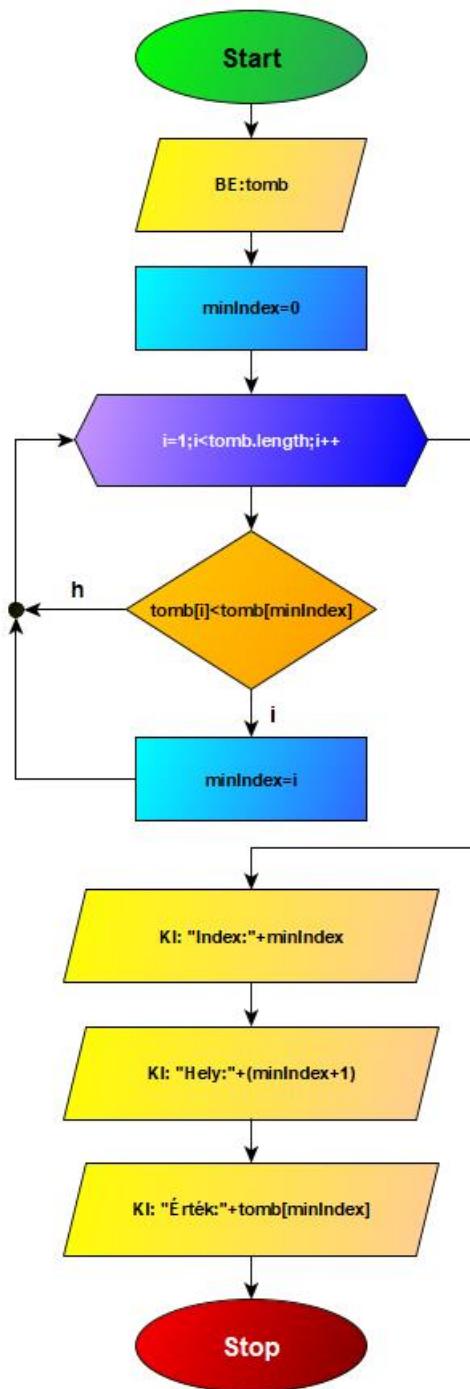 Start
BE:tomb
minIndex=0
i=1;i<tomb.length;i++
h
tomb[i]<tomb[minIndex]
i
minIndex=i
KI: "Index:"+minIndex
KI: "Hely:"+(minIndex+1)
KI: "Érték:"+tomb[minIndex]
Stop